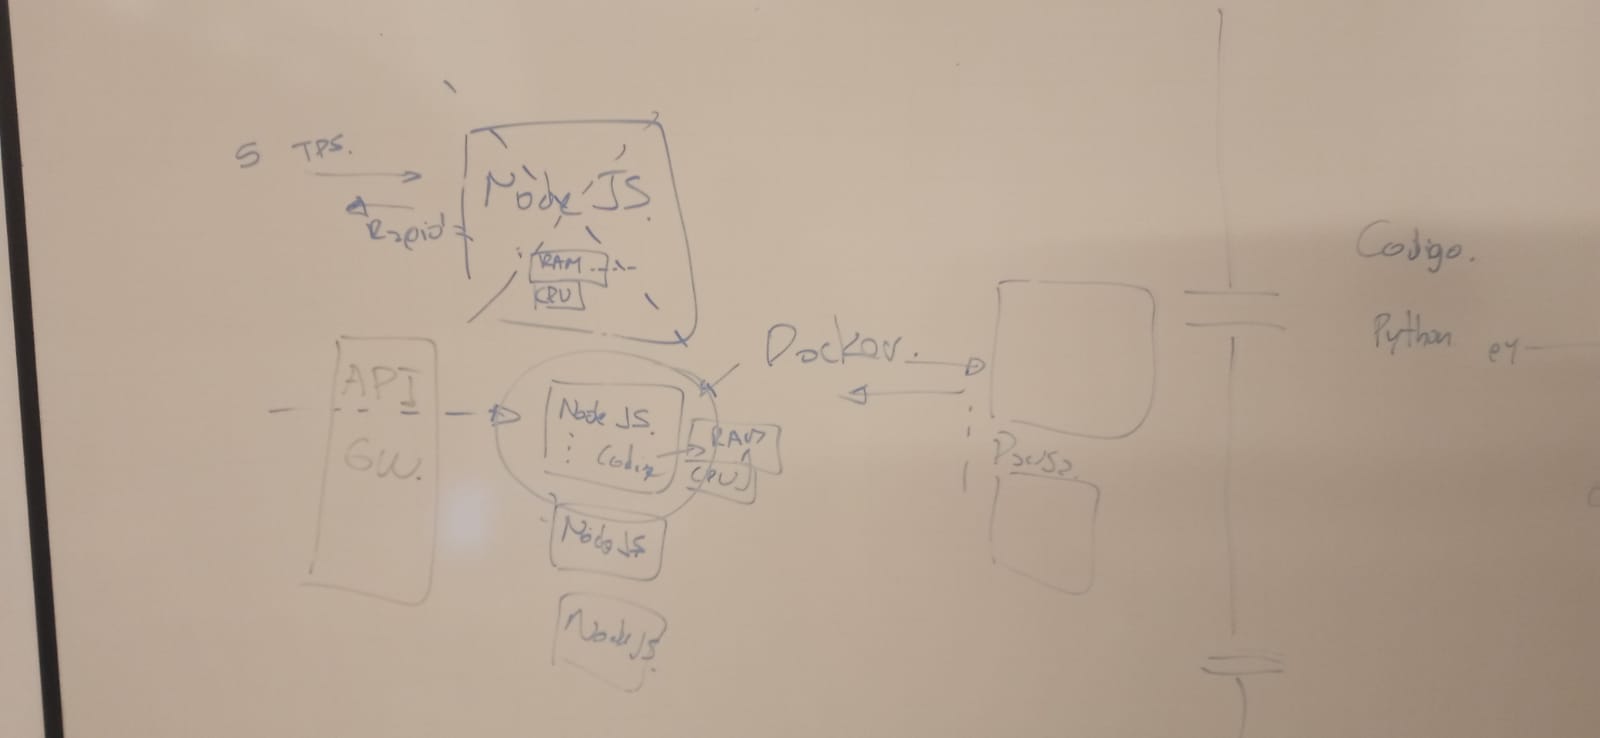 5 TPS.
Node JS.
Rapid
RAM
CPU
API
GW.
Docker.
Node JS.
Codigo
RAM
CPU
Node JS
Node JS.
Pausa
Codigo.
Python